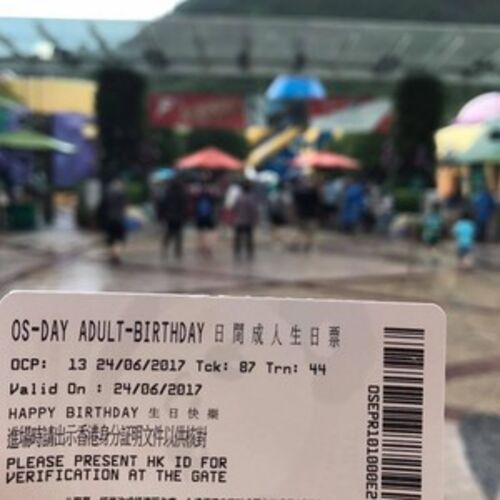 OS-DAY ADULT-BIRTHDAY 日間成人生日票
OCP: 13 24/06/2017 Tck: 87 Trn: 44
Valid On : 24/06/2017
HAPPY BIRTHDAY 生日快樂
進場時請出示香港身分証明文件以供核對
PLEASE PRESENT HK ID FOR
VERIFICATION AT THE GATE